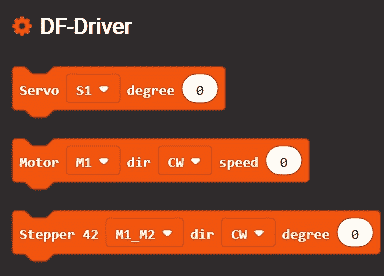 DF-Driver
Servo S1 degree 0
Motor M1 dir CW speed 0
Stepper 42 M1_M2 dir CW degree 0